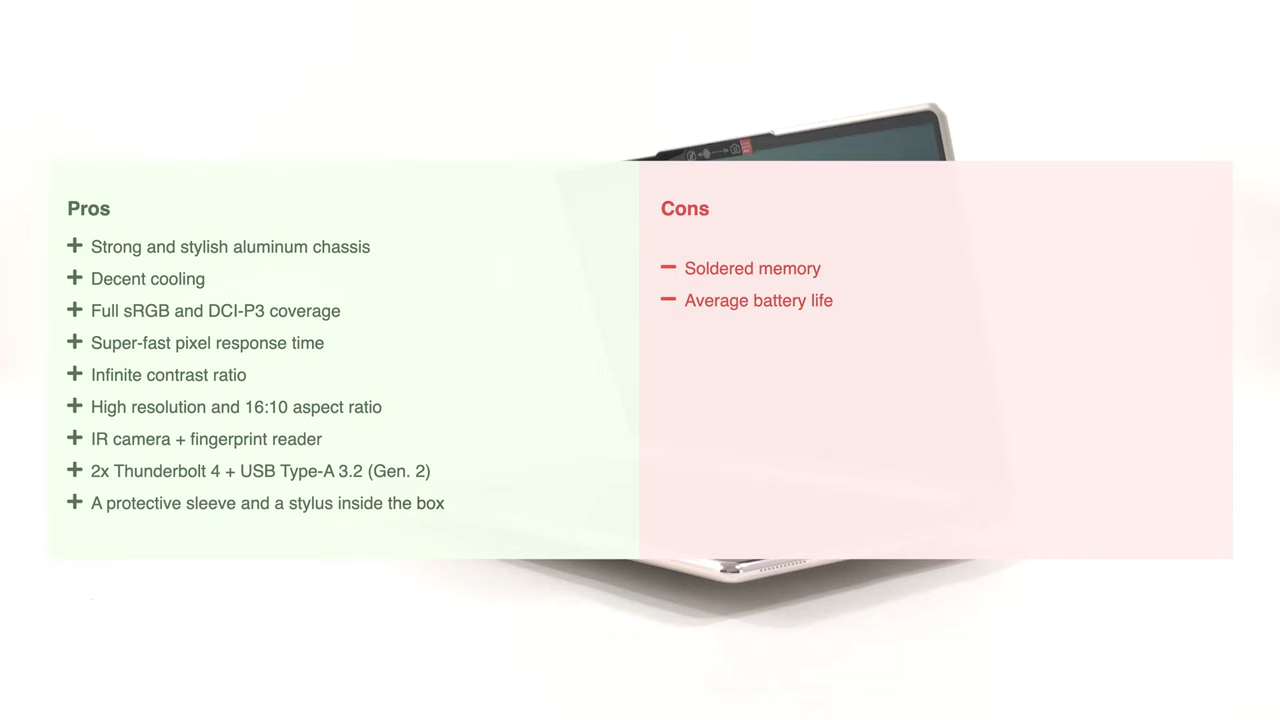 Pros
Strong and stylish aluminum chassis
Decent cooling
Full sRGB and DCI-P3 coverage
Super-fast pixel response time
Infinite contrast ratio
High resolution and 16:10 aspect ratio
IR camera + fingerprint reader
2x Thunderbolt 4 + USB Type-A 3.2 (Gen. 2)
A protective sleeve and a stylus inside the box
Cons
Soldered memory
Average battery life